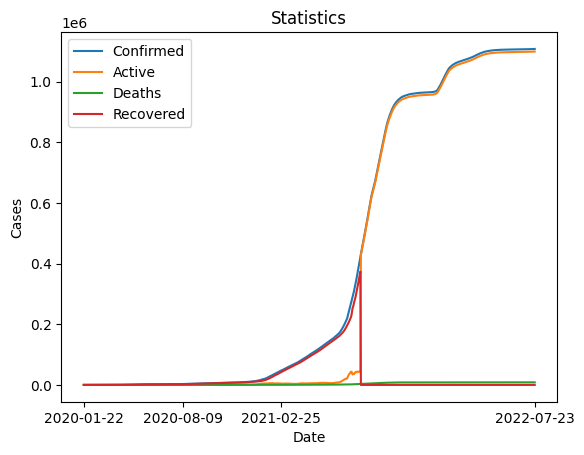 Statistics
1e6
Confirmed
Active
Deaths
Recovered
1.0
0.8
0.6
0.4
0.2
0.0
Cases
2020-01-22 2020-08-09 2021-02-25 2022-07-23
Date